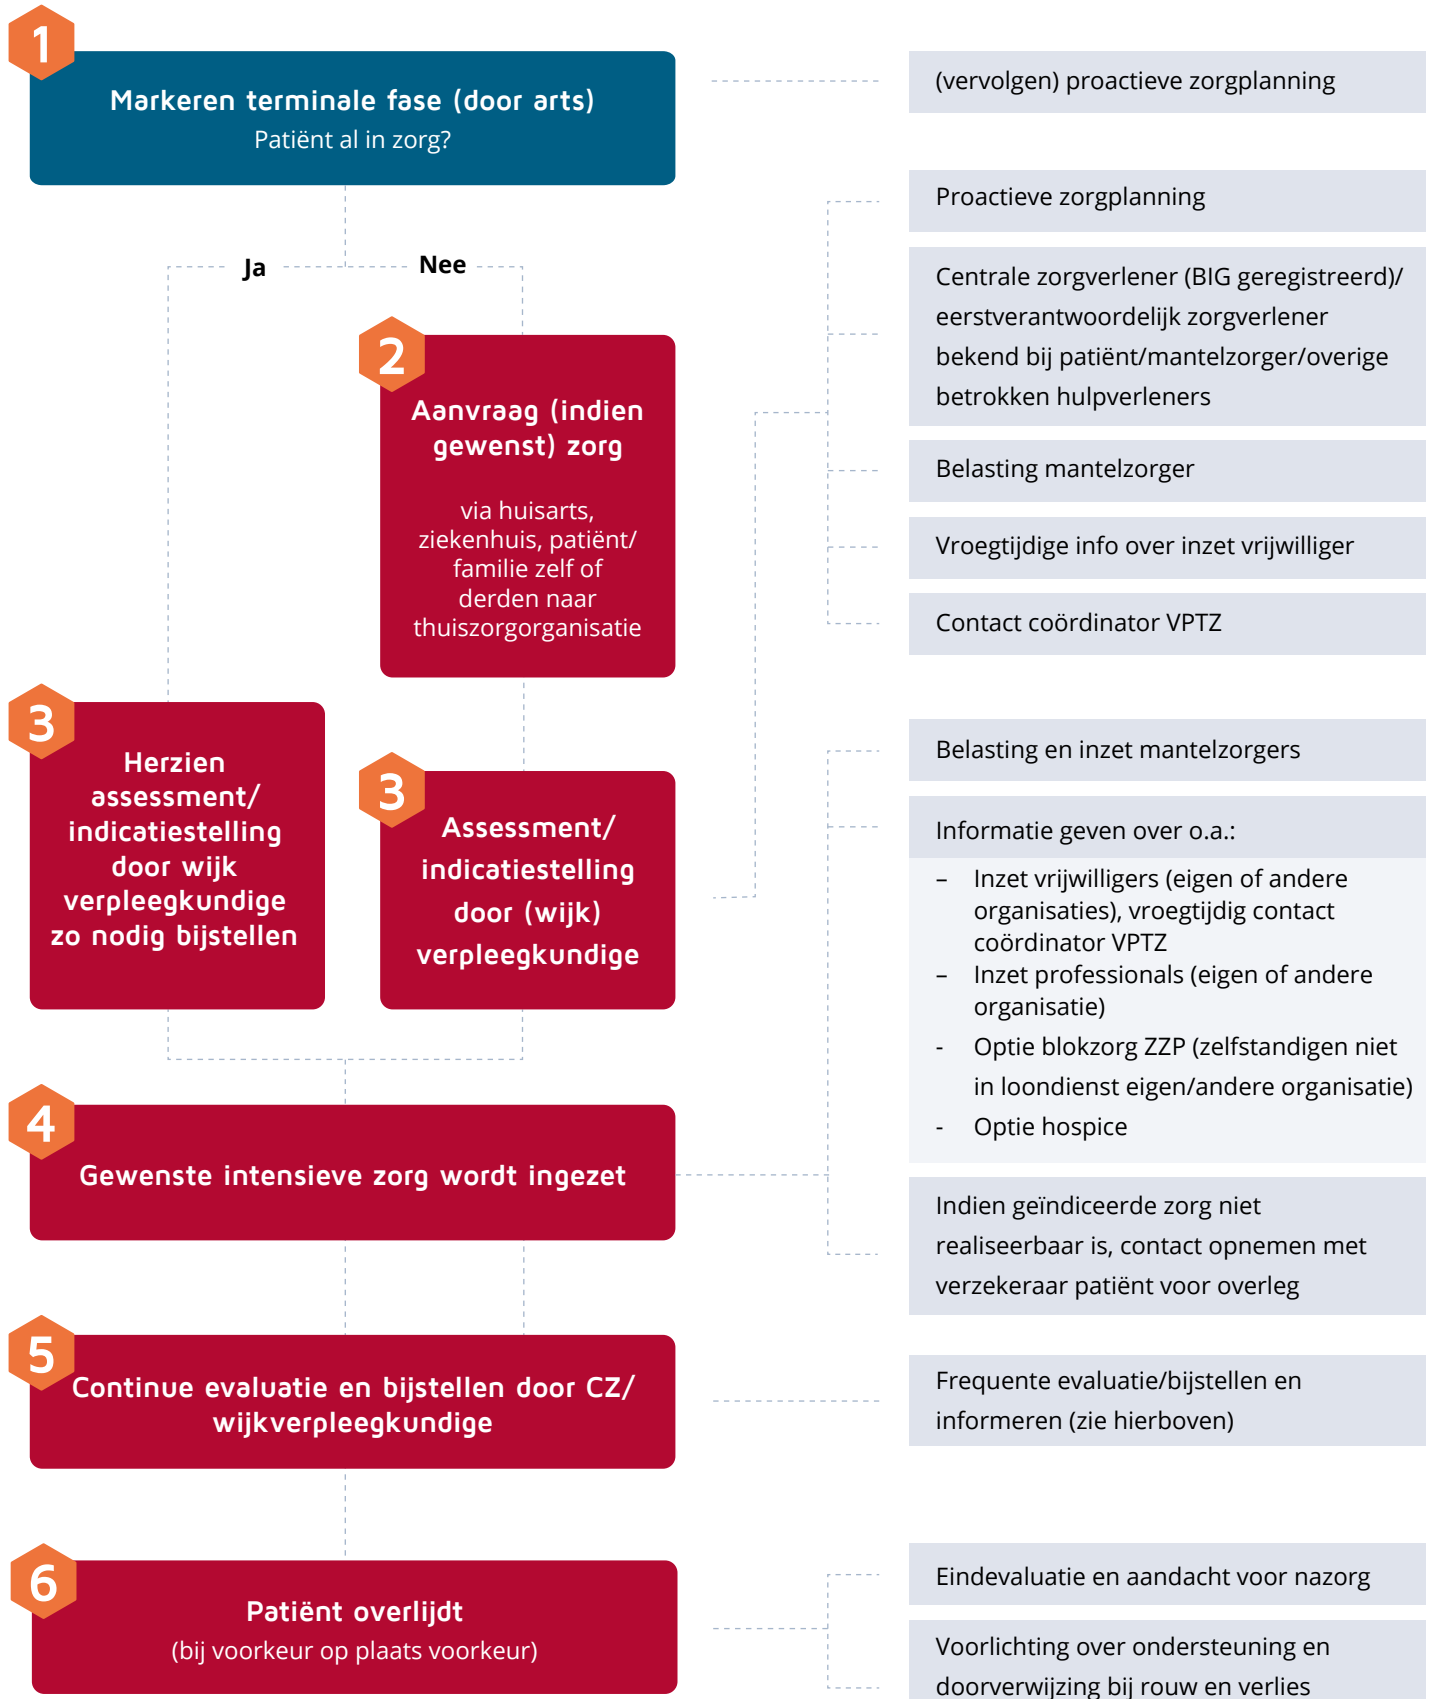 1
Markeren terminale fase (door arts)
Patiënt al in zorg?
(vervolgen) proactieve zorgplanning
Ja
Nee
2
Aanvraag (indien
gewenst) zorg
via huisarts,
ziekenhuis, patiënt/
familie zelf of
derden naar
thuiszorgorganisatie
3
Herzien
assessment/
indicatiestelling
door wijk
verpleegkundige
zo nodig bijstellen
3
Assessment/
indicatiestelling
door (wijk)
verpleegkundige
Proactieve zorgplanning
Centrale zorgverlener (BIG geregistreerd)/
eerstverantwoordelijk zorgverlener
bekend bij patiënt/mantelzorger/overige
betrokken hulpverleners
Belasting mantelzorger
Vroegtijdige info over inzet vrijwilliger
Contact coördinator VPTZ
4
Gewenste intensieve zorg wordt ingezet
Belasting en inzet mantelzorgers
Informatie geven over o.a.:
– Inzet vrijwilligers (eigen of andere
organisaties), vroegtijdig contact
coördinator VPTZ
– Inzet professionals (eigen of andere
organisatie)
- Optie blokzorg ZZP (zelfstandigen niet
in loondienst eigen/andere organisatie)
- Optie hospice
Indien geïndiceerde zorg niet
realiseerbaar is, contact opnemen met
verzekeraar patiënt voor overleg
5
Continue evaluatie en bijstellen door CZ/
wijkverpleegkundige
Frequente evaluatie/bijstellen en
informeren (zie hierboven)
6
Patiënt overlijdt
(bij voorkeur op plaats voorkeur)
Eindevaluatie en aandacht voor nazorg
Voorlichting over ondersteuning en
doorverwijzing bij rouw en verlies